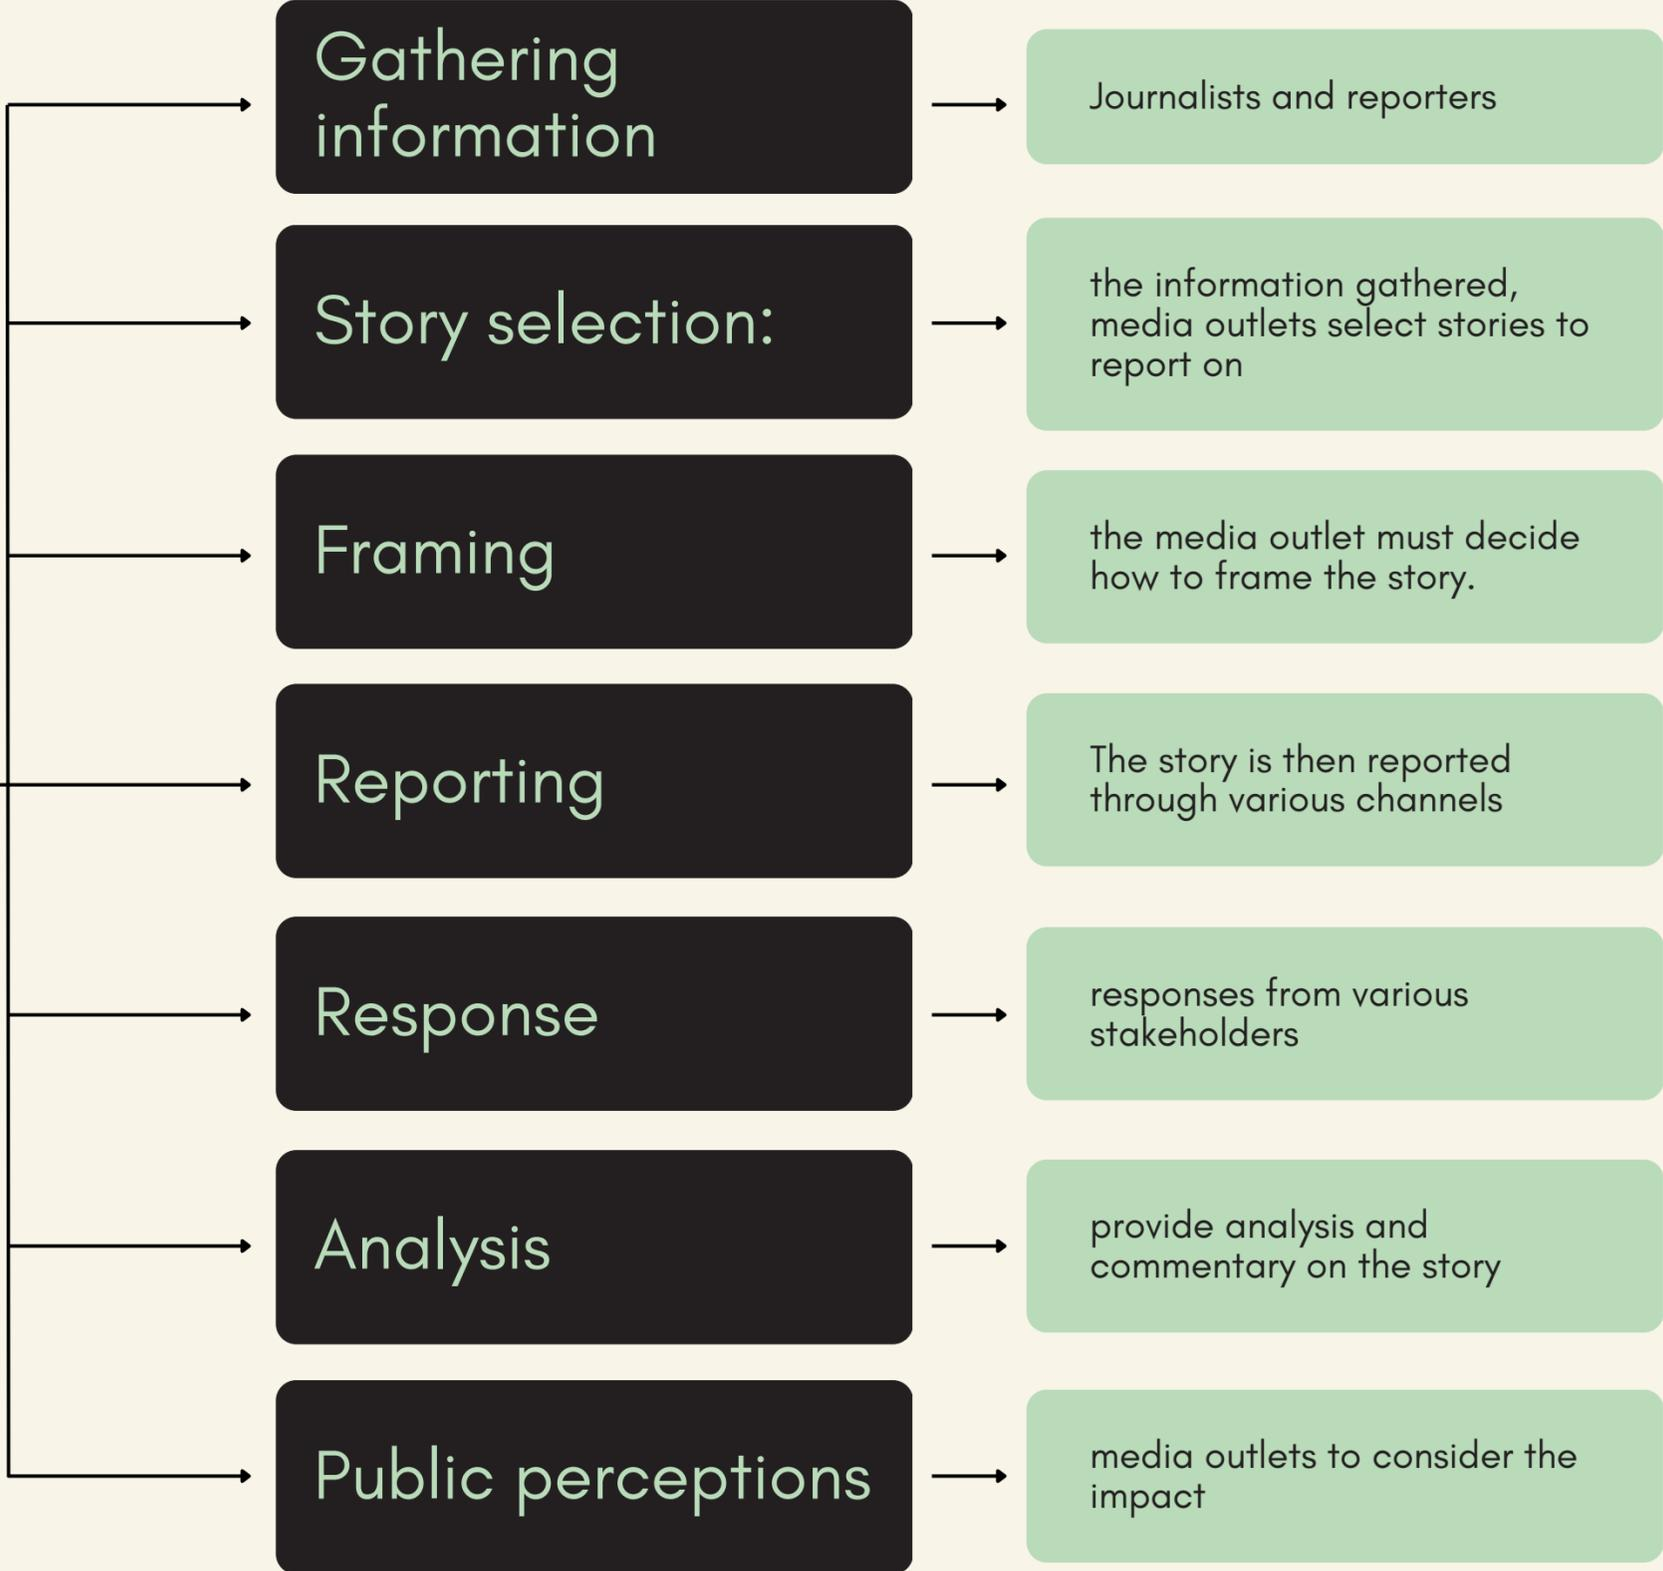 Gathering
information
Journalists and reporters
Story selection:
the information gathered,
media outlets select stories to
report on
Framing
the media outlet must decide
how to frame the story.
Reporting
The story is then reported
through various channels
Response
responses from various
stakeholders
Analysis
provide analysis and
commentary on the story
Public perceptions
media outlets to consider the
impact